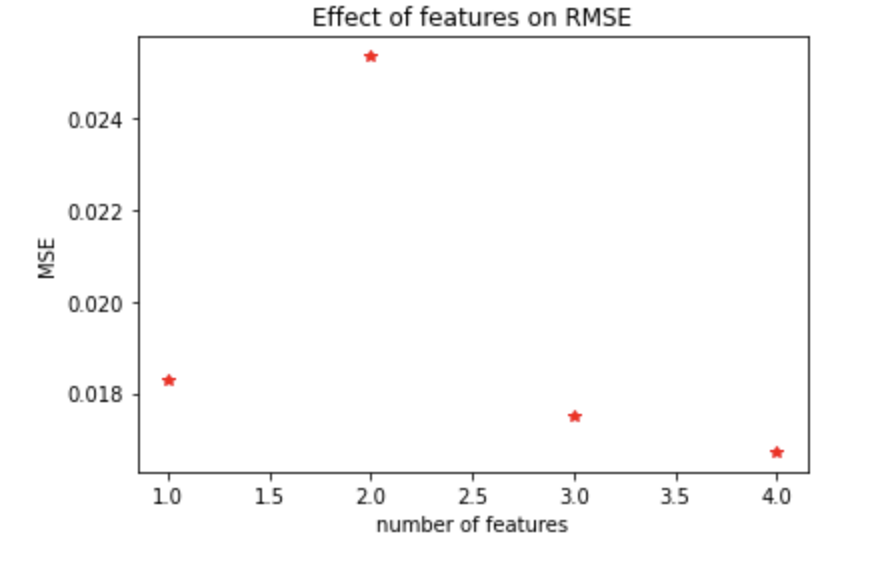 Effect of features on RMSE
0.024
0.022
0.020
0.018
MSE
1.0 1.5 2.0 2.5 3.0 3.5 4.0
number of features